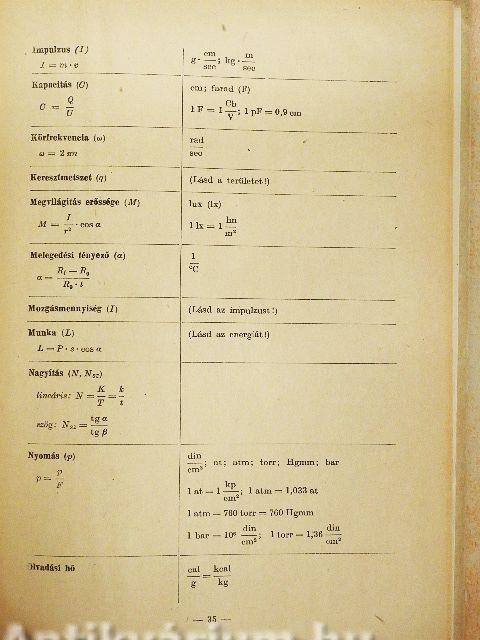 Impulzus (I)
I = m · v
g · cm/sec; kg · m/sec
Kapacitás (C)
C = Q/U
cm; farad (F)
1 F = 1 Cb/V; 1 pF = 0,9 cm
Körfrekvencia (ω)
ω = 2 πn
rad/sec
Keresztmetszet (q)
(Lásd a területet!)
Megvilágítás erőssége (M)
M = I/r² · cos α
lux (lx)
1 lx = 1 hn/m²
Melegedési tényező (α)
α = Rt — R0/R0 · t
1/°C
Mozgásmennyiség (I)
(Lásd az impulzust!)
Munka (L)
L = P · s · cos α
(Lásd az energiát!)
Nagyítás (N, Nsz)
lineáris: N = K/T = k/t
szög: Nsz = tg α/tg β
Nyomás (p)
p = P/F
din/cm²; at; atm; torr; Hgmm; bar
1 at = 1 kp/cm²; 1 atm = 1,033 at
1 atm = 760 torr = 760 Hgmm
1 bar = 10⁶ din/cm²; 1 torr = 1,36 din/cm²
Olvadási hő
cal/g = kcal/kg
— 35 —
Antikvárium.hu